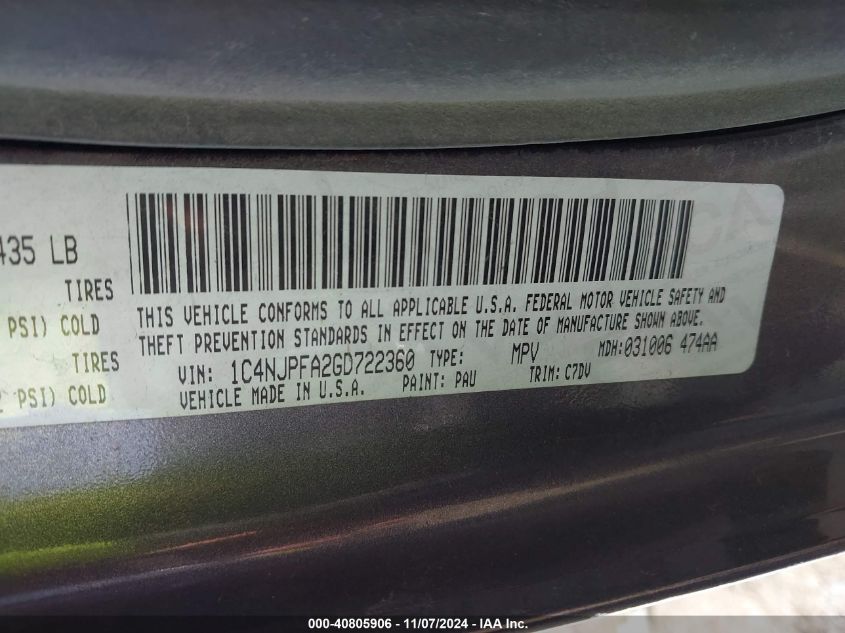 435 LB
TIRES
PSI) COLD
TIRES
PSI) COLD
THIS VEHICLE CONFORMS TO ALL APPLICABLE U.S.A. FEDERAL MOTOR VEHICLE SAFETY AND
THEFT PREVENTION STANDARDS IN EFFECT ON THE DATE OF MANUFACTURE SHOWN ABOVE.
VIN: 1C4NJPFA2GD722360 TYPE: MPV MDH:031006 474AA
VEHICLE MADE IN U.S.A. PAINT: PAU TRIM: C7DV
000-40805906 - 11/07/2024 - IAA Inc.